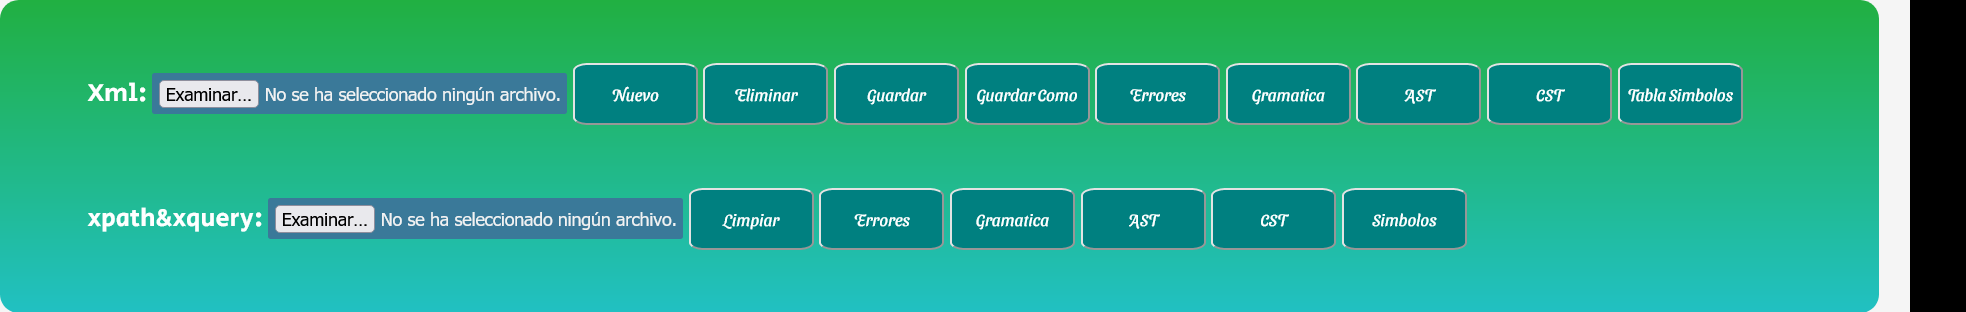 Xml: Examinar... No se ha seleccionado ningún archivo. Nuevo Eliminar Guardar Guardar Como Errores Gramatica AST CST Tabla Simbolos
xpath&xquery: Examinar... No se ha seleccionado ningún archivo. Limpiar Errores Gramatica AST CST Simbolos